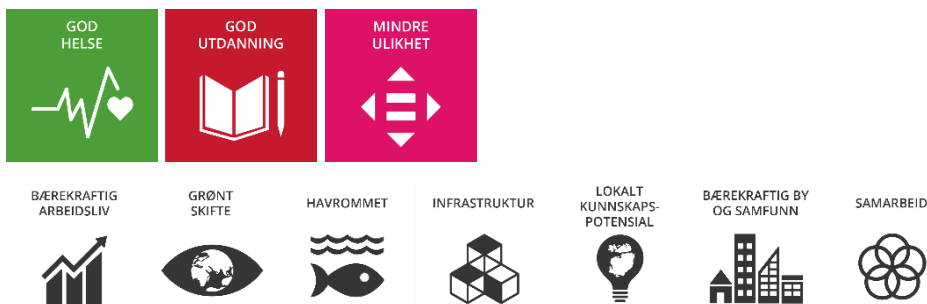 GOD
HELSE
GOD
UTDANNING
MINDRE
ULIKHET
BÆREKRAFTIG
ARBEIDSLIV
GRØNT
SKIFTE
HAVROMMET
INFRASTRUKTUR
LOKALT
KUNNSKAPS-
POTENSIAL
BÆREKRAFTIG BY
OG SAMFUNN
SAMARBEID